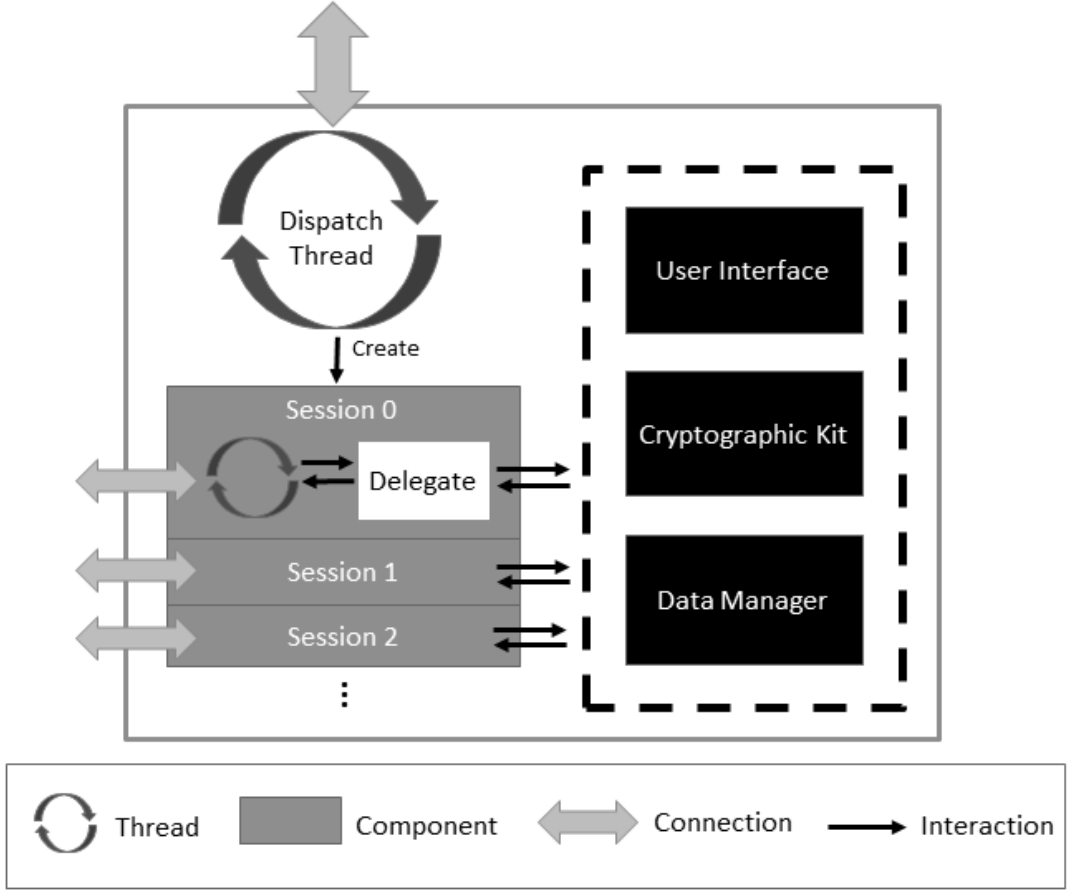 Dispatch
Thread
Create
Session 0
Delegate
Session 1
Session 2
⋮
User Interface
Cryptographic Kit
Data Manager
Thread
Component
Connection
Interaction